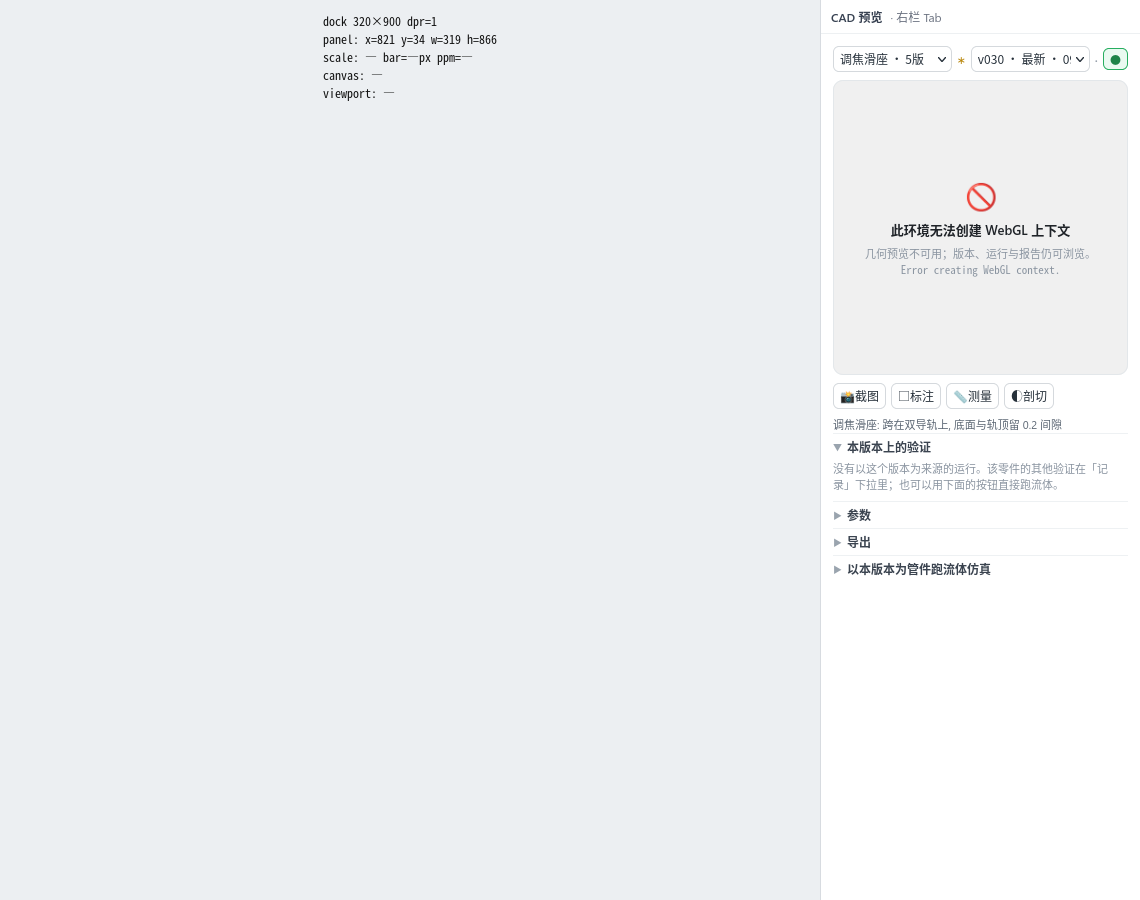 dock 320×900 dpr=1
panel: x=821 y=34 w=319 h=866
scale: — bar=—px ppm=—
canvas: —
viewport: —
CAD 预览 · 右栏 Tab
调焦滑座 · 5版 * v030 · 最新 ·
此环境无法创建 WebGL 上下文
几何预览不可用；版本、运行与报告仍可浏览。
Error creating WebGL context.
📸截图 □标注 📏测量 ◐剖切
调焦滑座: 跨在双导轨上, 底面与轨顶留 0.2 间隙
▼ 本版本上的验证
没有以这个版本为来源的运行。该零件的其他验证在「记
录」下拉里；也可以用下面的按钮直接跑流体。
▶ 参数
▶ 导出
▶ 以本版本为管件跑流体仿真